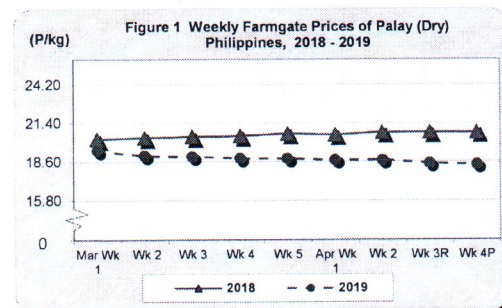 Figure 1 Weekly Farmgate Prices of Palay (Dry)
(P/kg)
Philippines, 2018 - 2019
24.20
21.40
18.60
15.80
0
Mar Wk 1 Wk 2 Wk 3 Wk 4 Wk 5 Apr Wk 1 Wk 2 Wk 3R Wk 4P
2018 2019